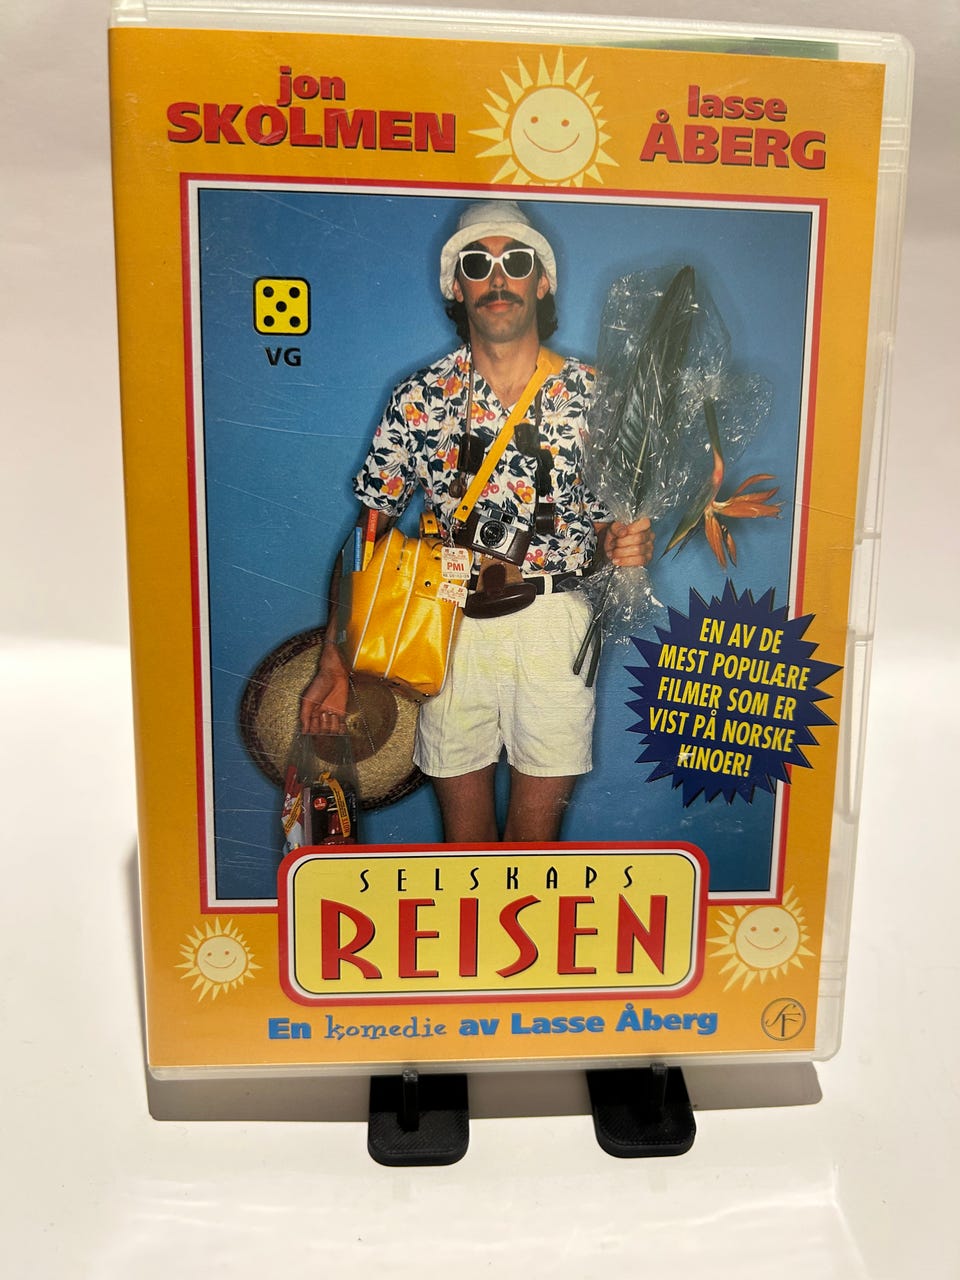 jon
SKOLMEN
lasse
ÅBERG
VG
PMI
EN AV DE
MEST POPULÆRE
FILMER SOM ER
VIST PÅ NORSKE
KINOER!
SELSKAPS
REISEN
En komedie av Lasse Åberg
SF